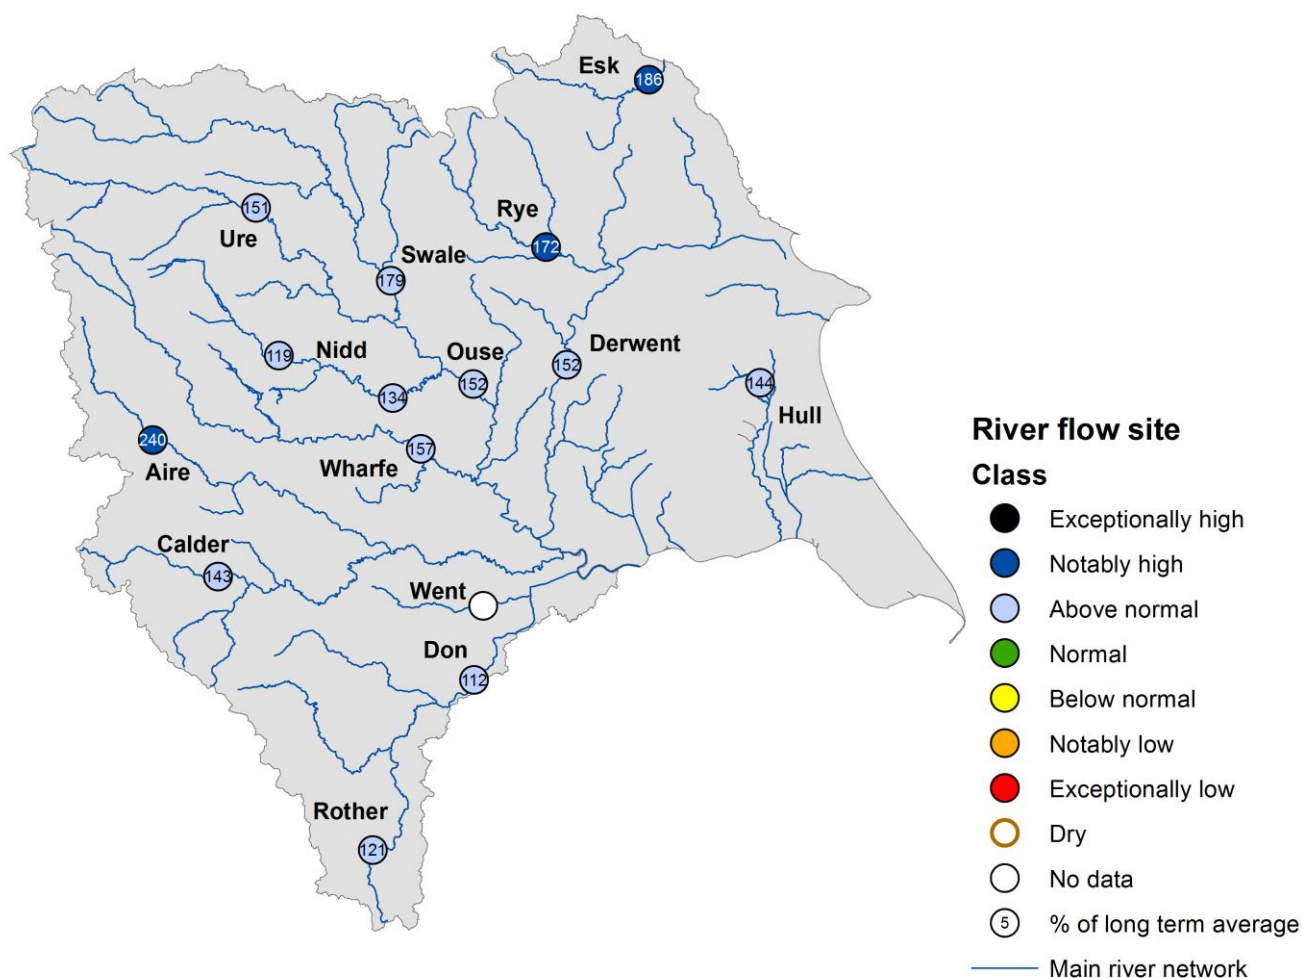 Esk
186
151
Ure
Rye
172
Swale
179
119
Nidd
134
Ouse
152
Derwent
152
144
Hull
240
Aire
Wharfe
157
Calder
143
Went
Don
112
Rother
121
River flow site
Class
Exceptionally high
Notably high
Above normal
Normal
Below normal
Notably low
Exceptionally low
Dry
No data
5 % of long term average
Main river network